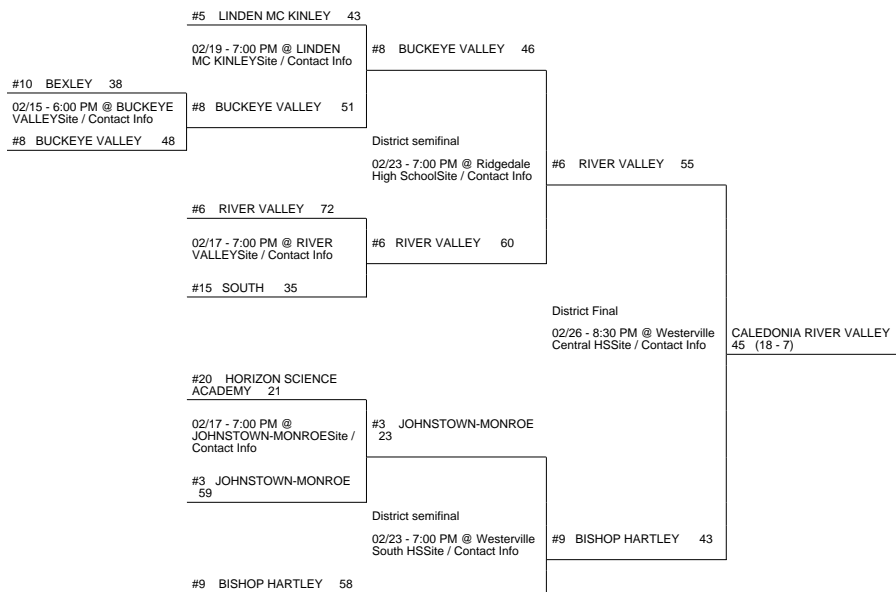 #5 LINDEN MC KINLEY 43
02/19 - 7:00 PM @ LINDEN
MC KINLEYSite / Contact Info
#8 BUCKEYE VALLEY 46
#10 BEXLEY 38
02/15 - 6:00 PM @ BUCKEYE
VALLEYSite / Contact Info
#8 BUCKEYE VALLEY 51
#8 BUCKEYE VALLEY 48
District semifinal
02/23 - 7:00 PM @ Ridgedale
High SchoolSite / Contact Info
#6 RIVER VALLEY 55
#6 RIVER VALLEY 72
02/17 - 7:00 PM @ RIVER
VALLEYSite / Contact Info
#6 RIVER VALLEY 60
#15 SOUTH 35
District Final
02/26 - 8:30 PM @ Westerville
Central HSSite / Contact Info
CALEDONIA RIVER VALLEY
45 (18 - 7)
#20 HORIZON SCIENCE
ACADEMY 21
02/17 - 7:00 PM @
JOHNSTOWN-MONROESite /
Contact Info
#3 JOHNSTOWN-MONROE
23
#3 JOHNSTOWN-MONROE
59
District semifinal
02/23 - 7:00 PM @ Westerville
South HSSite / Contact Info
#9 BISHOP HARTLEY 43
#9 BISHOP HARTLEY 58